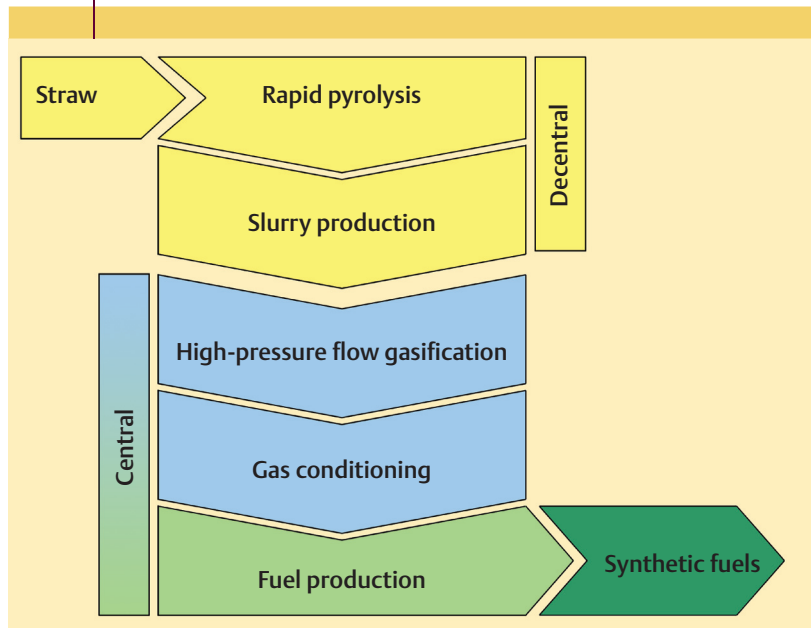 Straw
Rapid pyrolysis
Decentral
Slurry production
Central
High-pressure flow gasification
Gas conditioning
Fuel production
Synthetic fuels